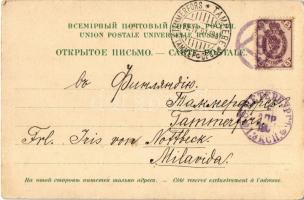 ВСЕМІРНЫЙ ПОЧТОВЫЙ СОЮЗЪ. РОССІЯ.
UNION POSTALE UNIVERSELLE. RUSSIE.
ОТКРЫТОЕ ПИСЬМО. — CARTE POSTALE.
TAMMERFORS
въ Финляндію.
Таммерфорсъ
Tammerfors.
Frl. Iris von Nottbeck
Milavida.
На этой сторонѣ пишется только адресъ. — Côté réservé exclusivement à l'adresse.